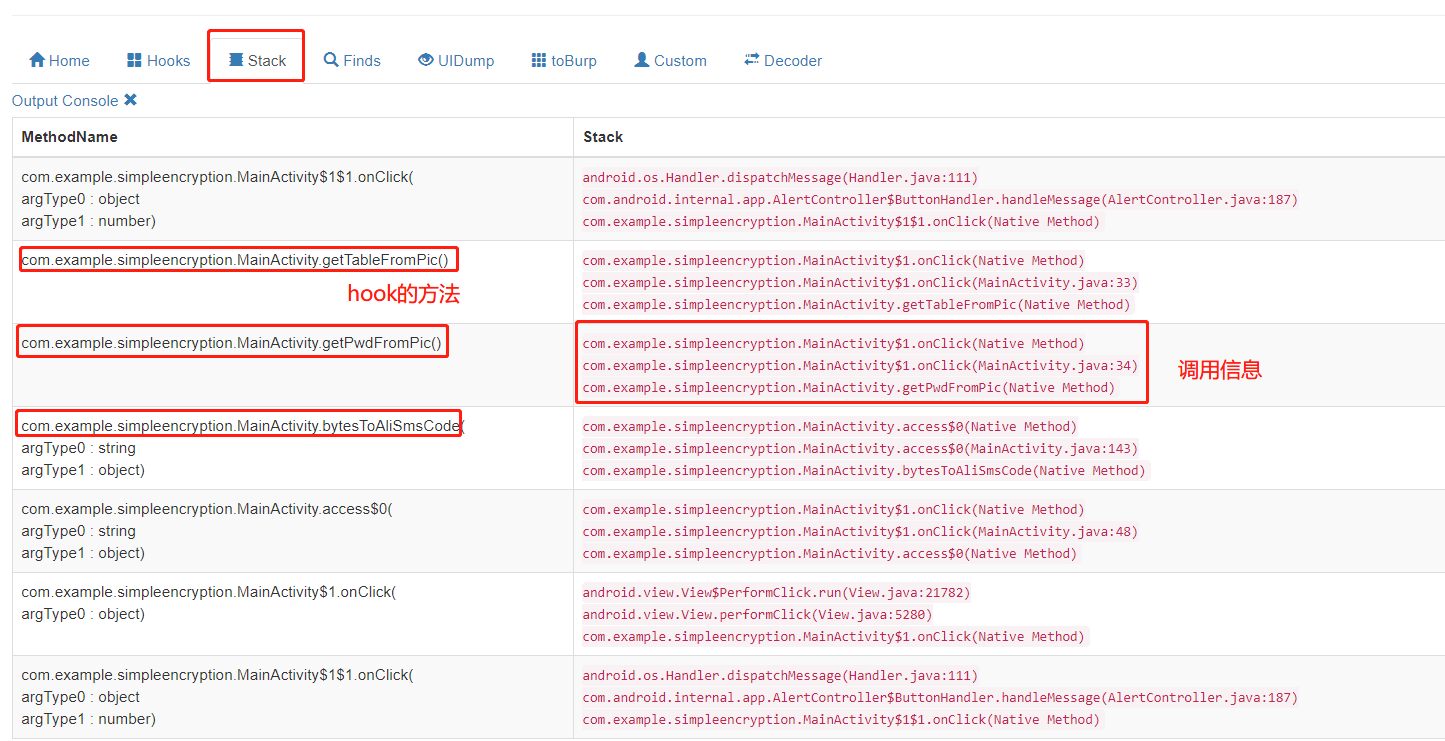 Home Hooks Stack Finds UIDump toBurp Custom Decoder
Output Console
MethodName Stack
com.example.simpleencryption.MainActivity$1$1.onClick(
argType0 : object
argType1 : number)
android.os.Handler.dispatchMessage(Handler.java:111)
com.android.internal.app.AlertController$ButtonHandler.handleMessage(AlertController.java:187)
com.example.simpleencryption.MainActivity$1$1.onClick(Native Method)
com.example.simpleencryption.MainActivity.getTableFromPic()
hook的方法
com.example.simpleencryption.MainActivity$1.onClick(Native Method)
com.example.simpleencryption.MainActivity$1.onClick(MainActivity.java:33)
com.example.simpleencryption.MainActivity.getTableFromPic(Native Method)
com.example.simpleencryption.MainActivity.getPwdFromPic()
com.example.simpleencryption.MainActivity$1.onClick(Native Method)
com.example.simpleencryption.MainActivity$1.onClick(MainActivity.java:34)
com.example.simpleencryption.MainActivity.getPwdFromPic(Native Method)
调用信息
com.example.simpleencryption.MainActivity.bytesToAliSmsCode(
argType0 : string
argType1 : object)
com.example.simpleencryption.MainActivity.access$0(Native Method)
com.example.simpleencryption.MainActivity.access$0(MainActivity.java:143)
com.example.simpleencryption.MainActivity.bytesToAliSmsCode(Native Method)
com.example.simpleencryption.MainActivity.access$0(
argType0 : string
argType1 : object)
com.example.simpleencryption.MainActivity$1.onClick(Native Method)
com.example.simpleencryption.MainActivity$1.onClick(MainActivity.java:48)
com.example.simpleencryption.MainActivity.access$0(Native Method)
com.example.simpleencryption.MainActivity$1.onClick(
argType0 : object)
android.view.View$PerformClick.run(View.java:21782)
android.view.View.performClick(View.java:5280)
com.example.simpleencryption.MainActivity$1.onClick(Native Method)
com.example.simpleencryption.MainActivity$1$1.onClick(
argType0 : object
argType1 : number)
android.os.Handler.dispatchMessage(Handler.java:111)
com.android.internal.app.AlertController$ButtonHandler.handleMessage(AlertController.java:187)
com.example.simpleencryption.MainActivity$1$1.onClick(Native Method)